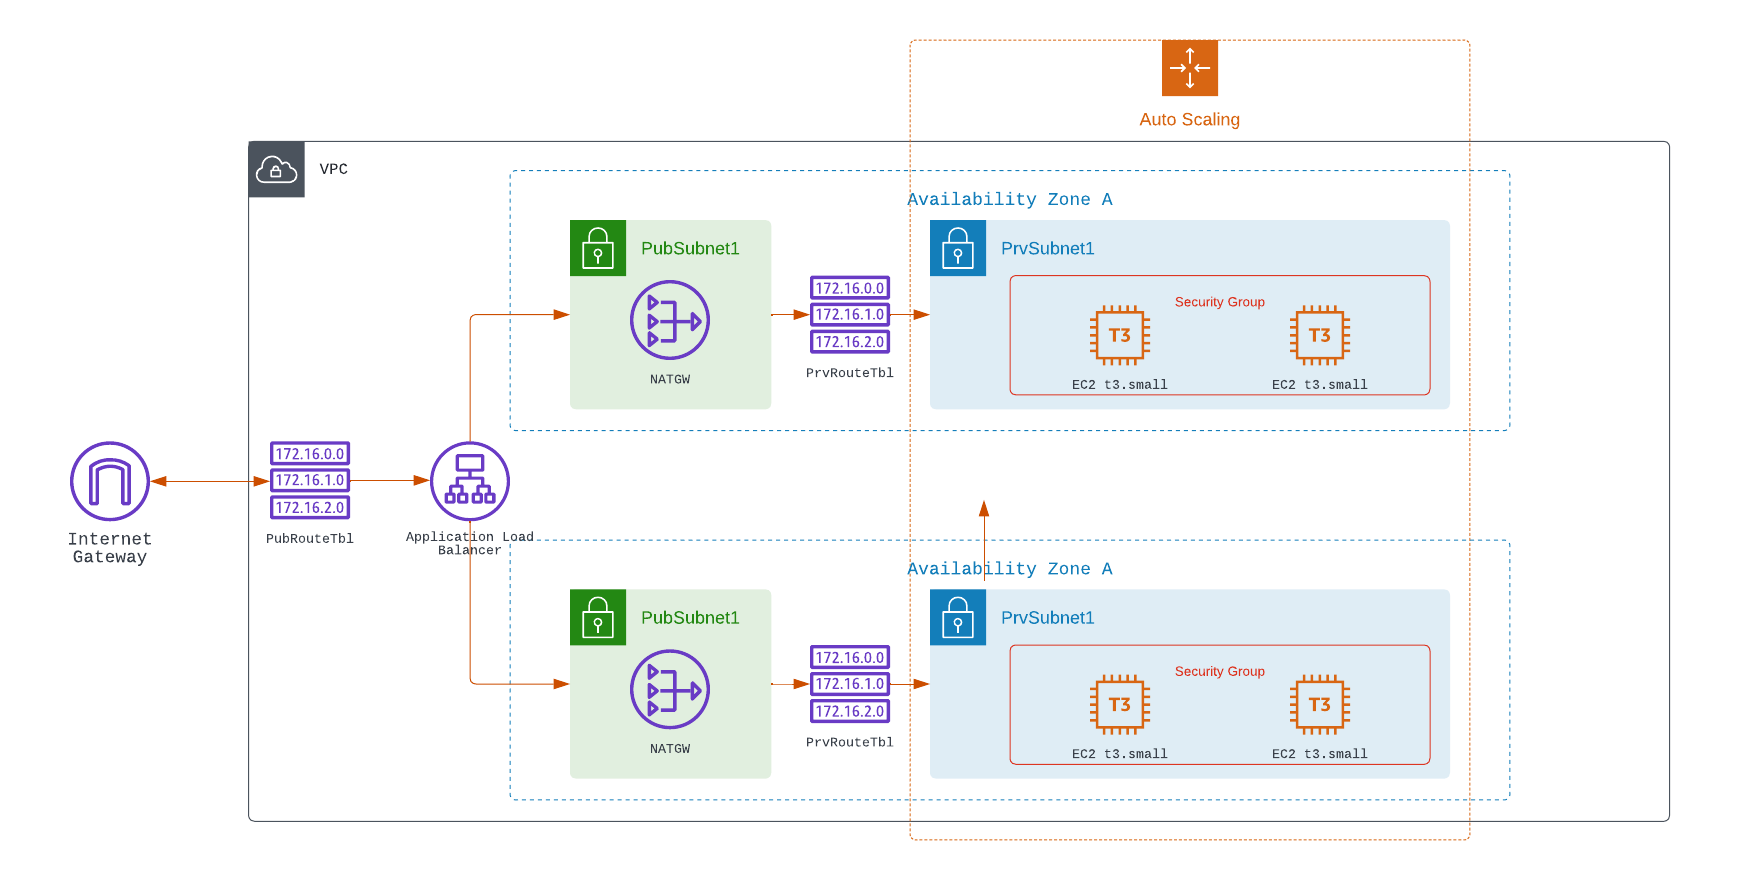 Auto Scaling
VPC
Availability Zone A
PubSubnet1
NATGW
172.16.0.0
172.16.1.0
172.16.2.0
PrvRouteTbl
PrvSubnet1
Security Group
T3
EC2 t3.small
T3
EC2 t3.small
Internet
Gateway
172.16.0.0
172.16.1.0
172.16.2.0
PubRouteTbl
Application Load
Balancer
Availability Zone A
PubSubnet1
NATGW
172.16.0.0
172.16.1.0
172.16.2.0
PrvRouteTbl
PrvSubnet1
Security Group
T3
EC2 t3.small
T3
EC2 t3.small